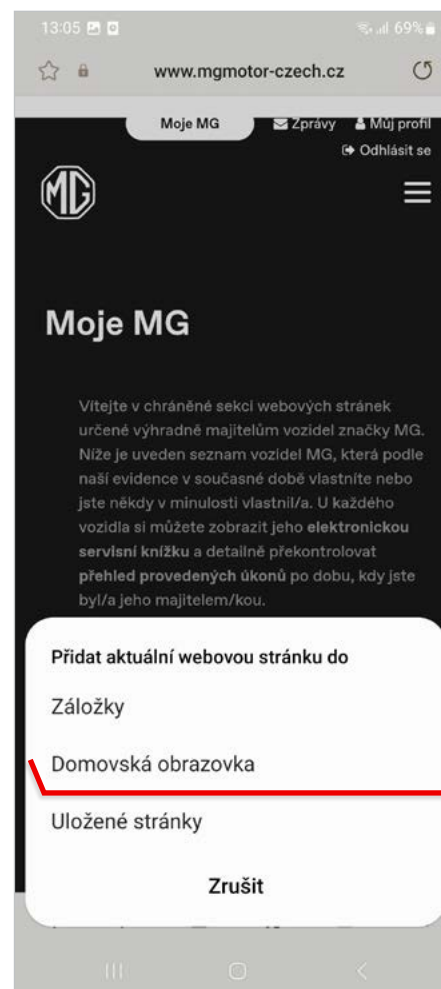 13:05 69%
www.mgmotor-czech.cz
Moje MG Zprávy Můj profil
Odhlásit se
MG
Moje MG
Vítejte v chráněné sekci webových stránek
určené výhradně majitelům vozidel značky MG.
Níže je uveden seznam vozidel MG, která podle
naší evidence v současné době vlastníte nebo
jste někdy v minulosti vlastnil/a. U každého
vozidla si můžete zobrazit jeho elektronickou
servisní knížku a detailně překontrolovat
přehled provedených úkonů po dobu, kdy jste
byl/a jeho majitelem/kou.
Přidat aktuální webovou stránku do
Záložky
Domovská obrazovka
Uložené stránky
Zrušit